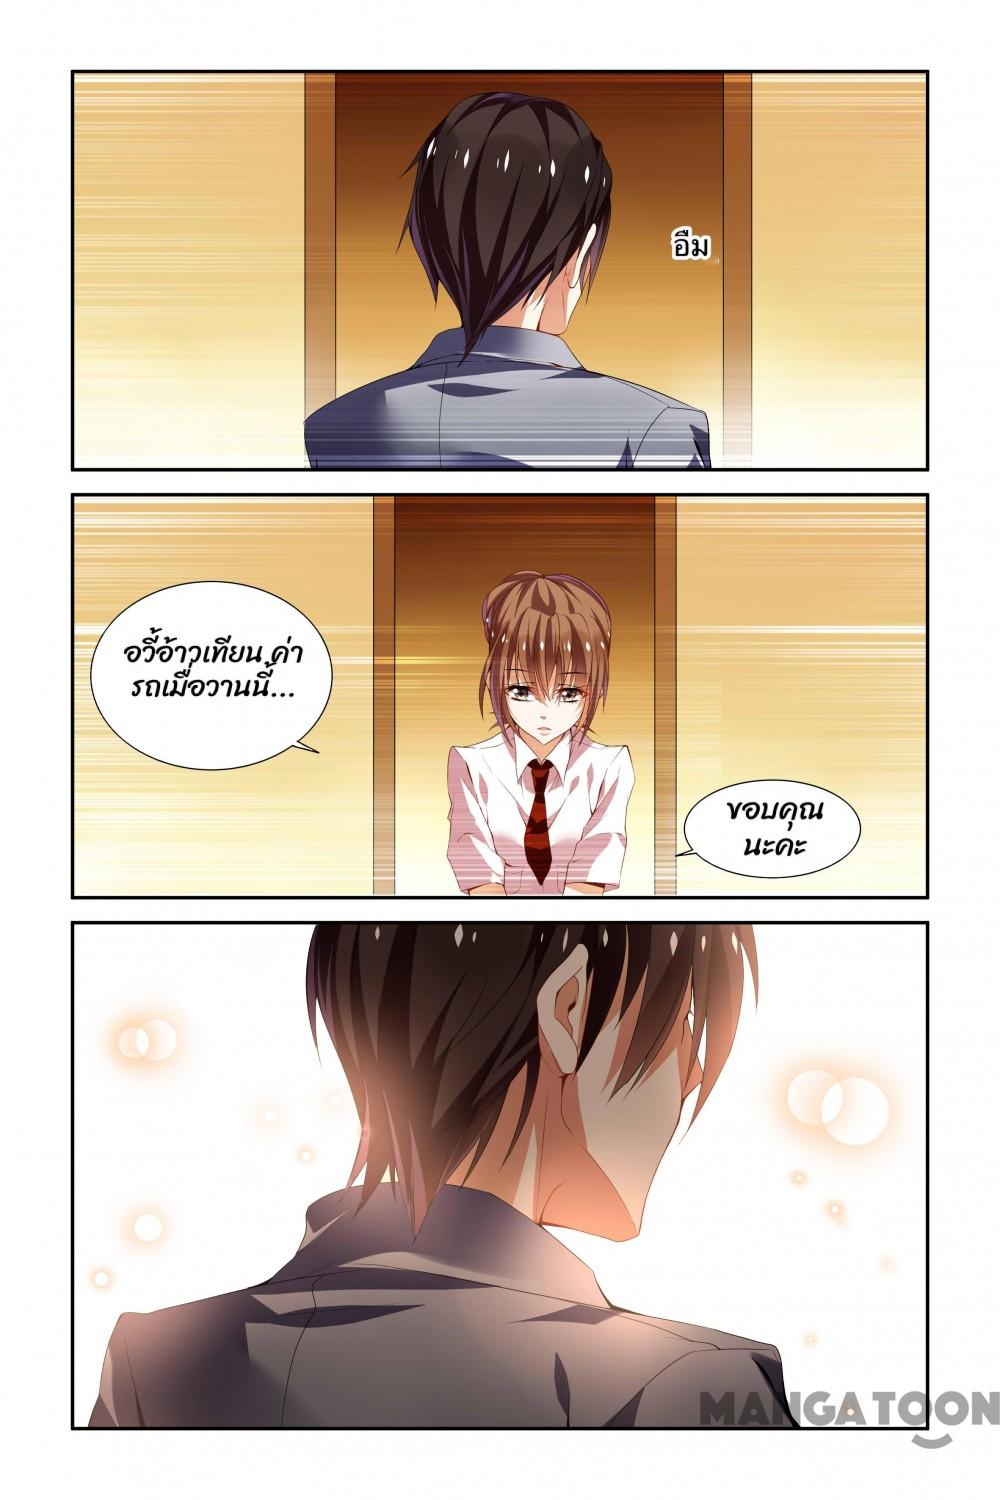 อืม
อวี้อ้าวเทียน ค่า
รถเมื่อวานนี้...
ขอบคุณ
นะคะ
MANGATOON